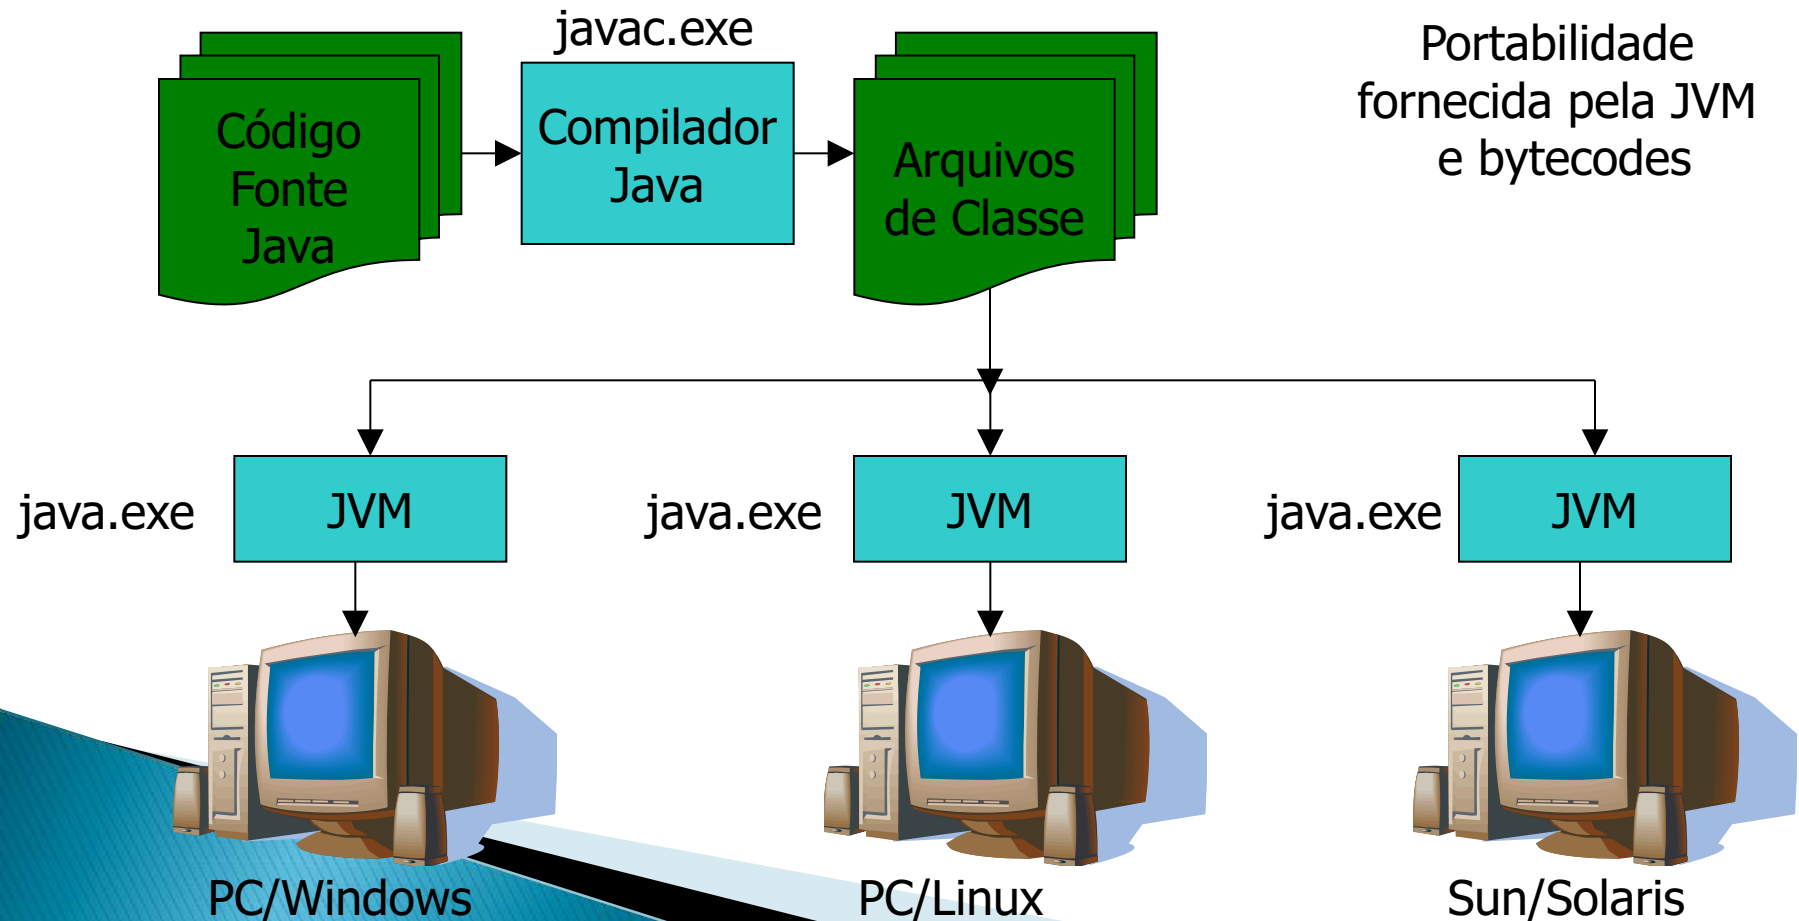 javac.exe
Código
Fonte
Java
Compilador
Java
Arquivos
de Classe
Portabilidade
fornecida pela JVM
e bytecodes
java.exe
JVM
java.exe
JVM
java.exe
JVM
PC/Windows
PC/Linux
Sun/Solaris